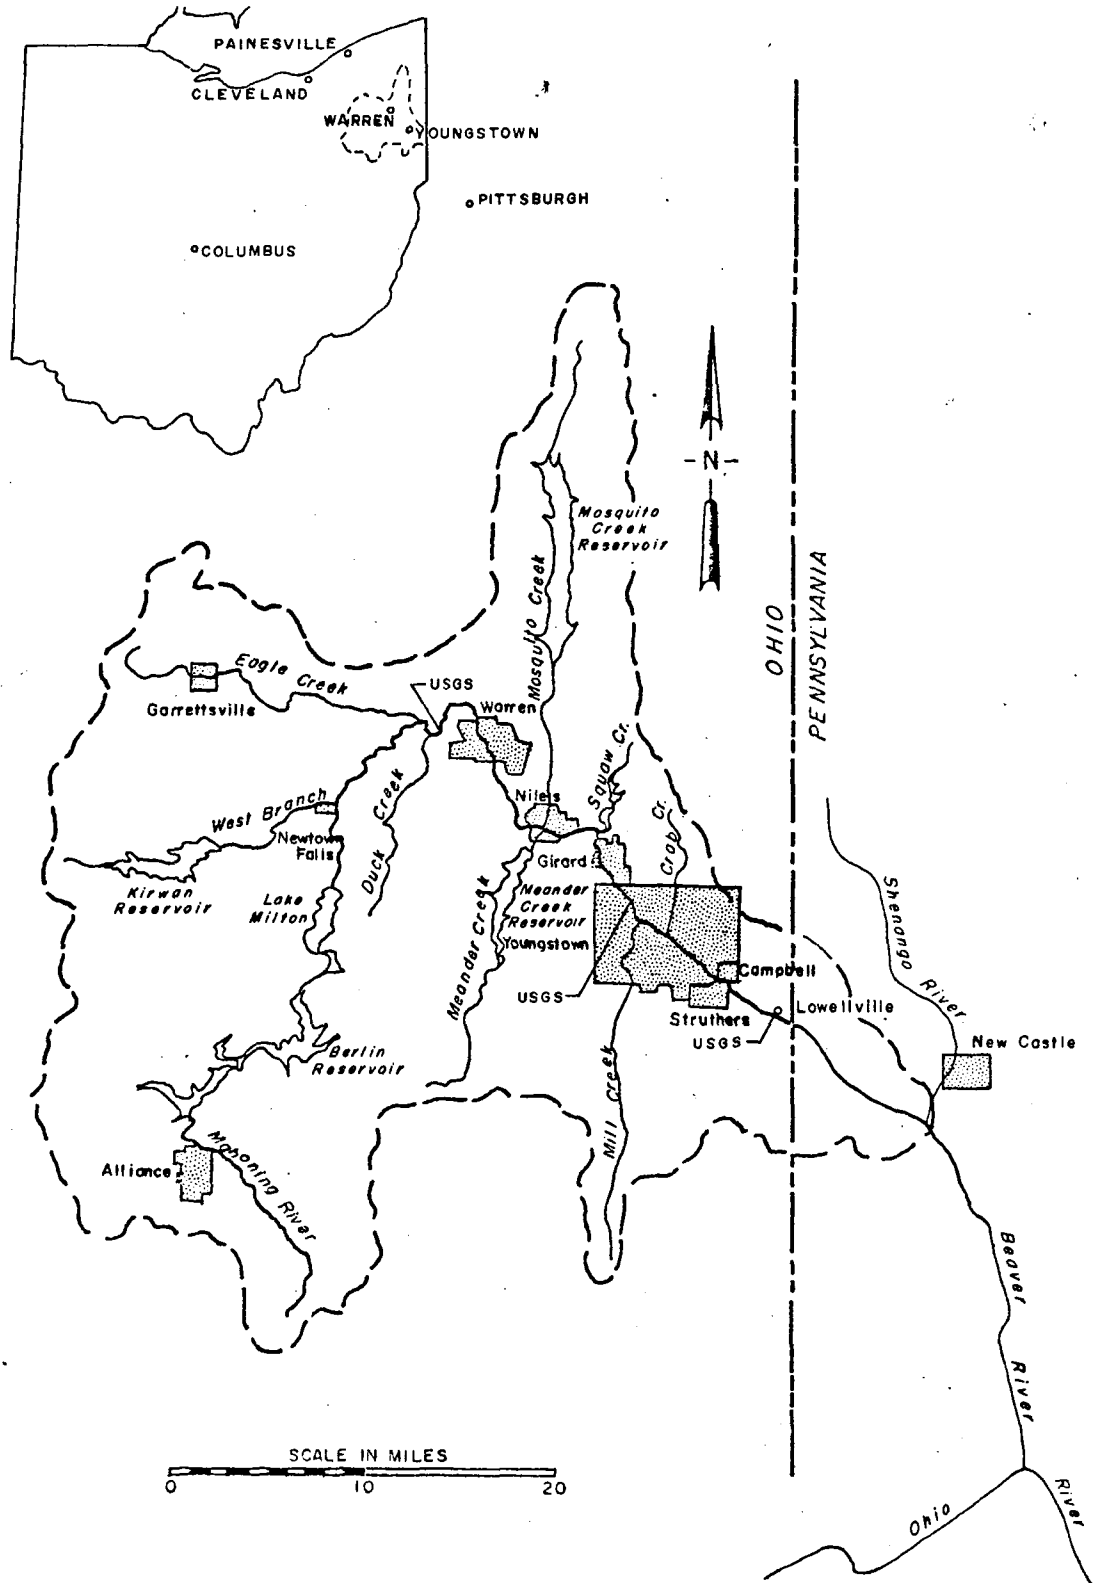 PAINESVILLE
CLEVELAND
WARREN
YOUNGSTOWN
PITTSBURGH
COLUMBUS
-N-
Mosquito
Creek
Reservoir
Mosquito Creek
OHIO
PENNSYLVANIA
Eagle Creek
USGS
Garrettsville
Warren
Squaw Cr.
West Branch
Duck Creek
Niles
Crab Cr.
Newtown
Falls
Girard
Kirwan
Reservoir
Lake
Milton
Meander Creek
Meander
Creek
Reservoir
Youngstown
Shenango River
Campbell
USGS
Struthers
Lowellville
USGS
New Castle
Berlin
Reservoir
Mill Creek
Alliance
Mahoning River
Beaver River
SCALE IN MILES
0 10 20
Ohio River